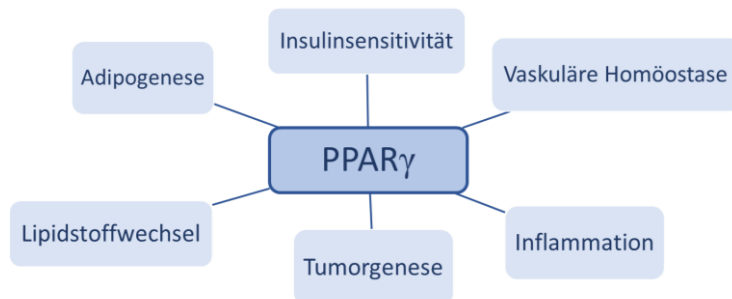 Insulinsensitivität
Adipogenese
Vaskuläre Homöostase
PPARγ
Lipidstoffwechsel
Inflammation
Tumorgenese